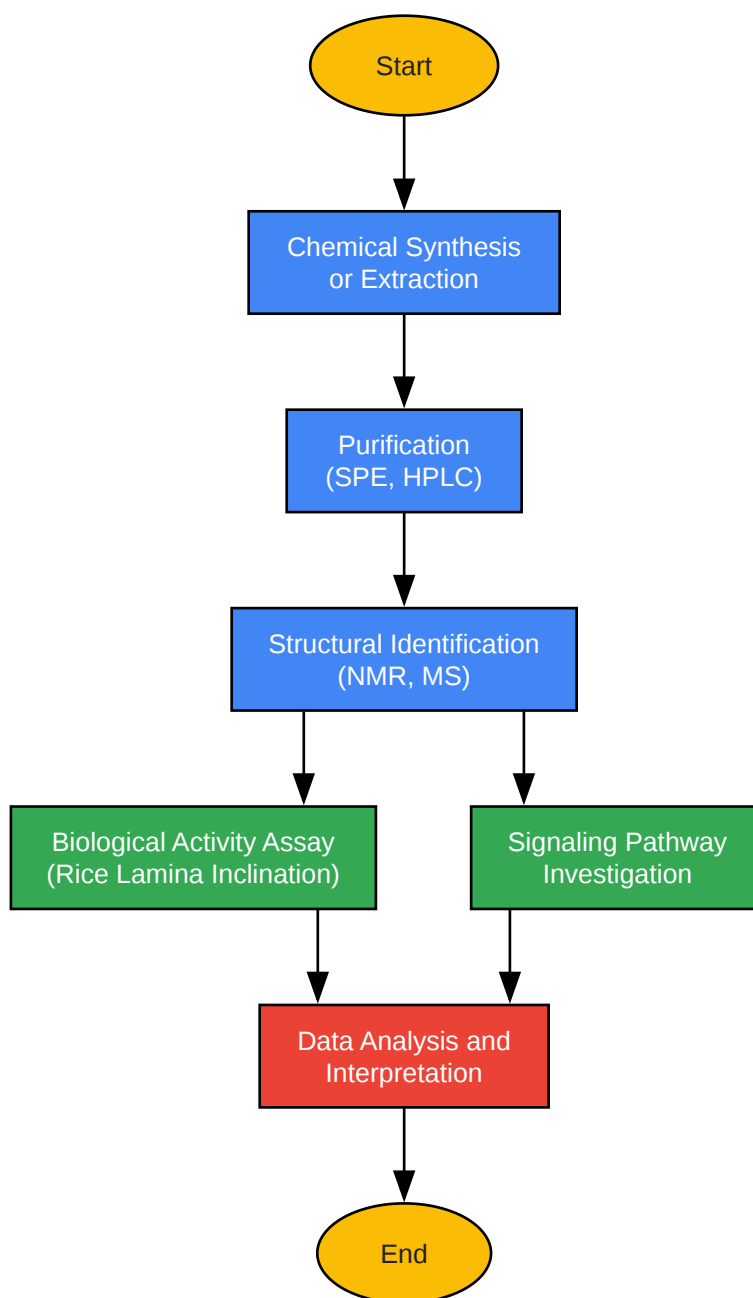 Start
Chemical Synthesis
or Extraction
Purification
(SPE, HPLC)
Structural Identification
(NMR, MS)
Biological Activity Assay
(Rice Lamina Inclination)
Signaling Pathway
Investigation
Data Analysis and
Interpretation
End